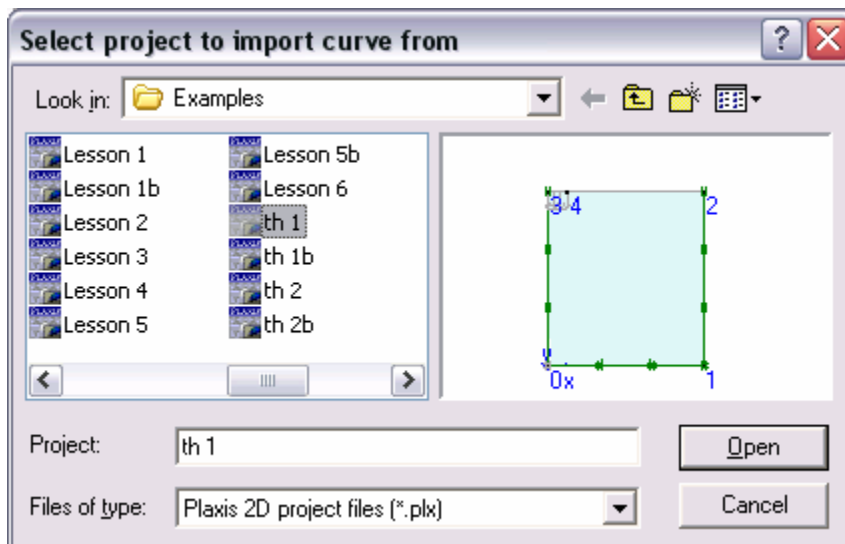 Select project to import curve from
Look in: Examples
Lesson 1
Lesson 1b
Lesson 2
Lesson 3
Lesson 4
Lesson 5
Lesson 5b
Lesson 6
th 1
th 1b
th 2
th 2b
3 4 2
y
0x 1
Project: th 1 Open
Files of type: Plaxis 2D project files (*.plx) Cancel